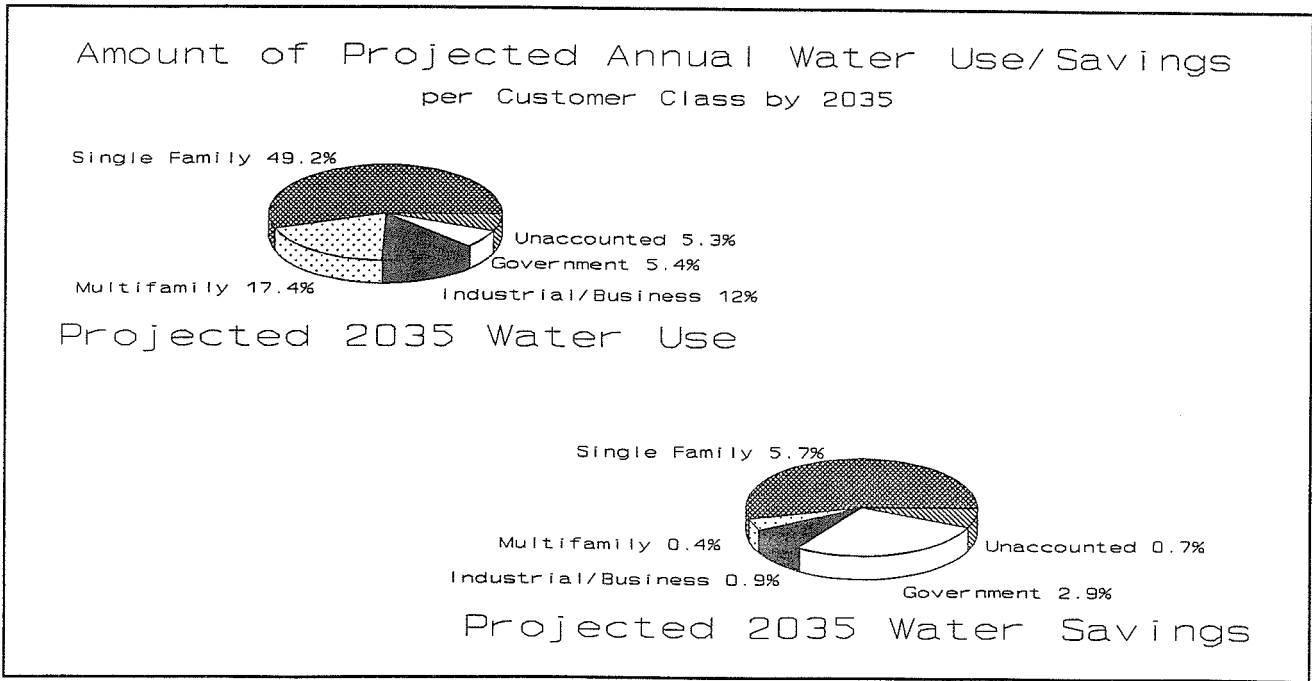 Amount of Projected Annual Water Use/Savings
per Customer Class by 2035
Single Family 49.2%
Unaccounted 5.3%
Government 5.4%
Multifamily 17.4%
Industrial/Business 12%
Projected 2035 Water Use
Single Family 5.7%
Multifamily 0.4%
Unaccounted 0.7%
Industrial/Business 0.9%
Government 2.9%
Projected 2035 Water Savings